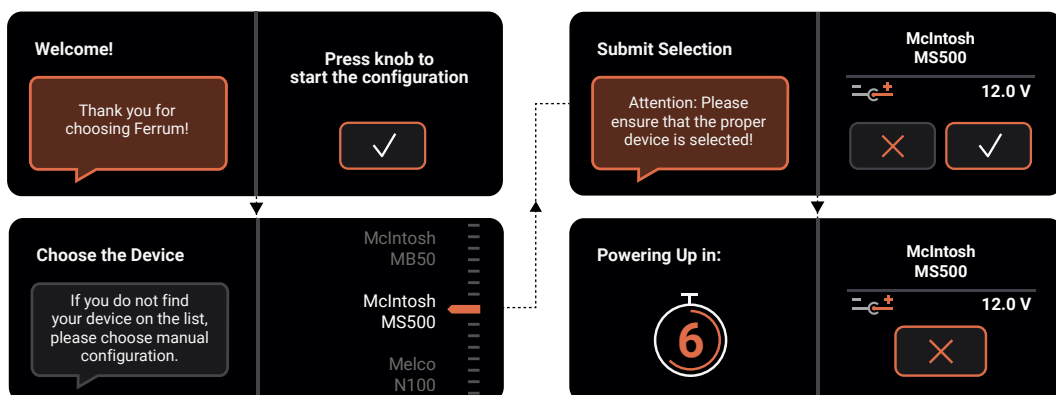 Welcome!
Thank you for
choosing Ferrum!
Press knob to
start the configuration
Choose the Device
If you do not find
your device on the list,
please choose manual
configuration.
McIntosh
MB50
McIntosh
MS500
Melco
N100
Submit Selection
Attention: Please
ensure that the proper
device is selected!
McIntosh
MS500
12.0 V
Powering Up in:
6
McIntosh
MS500
12.0 V